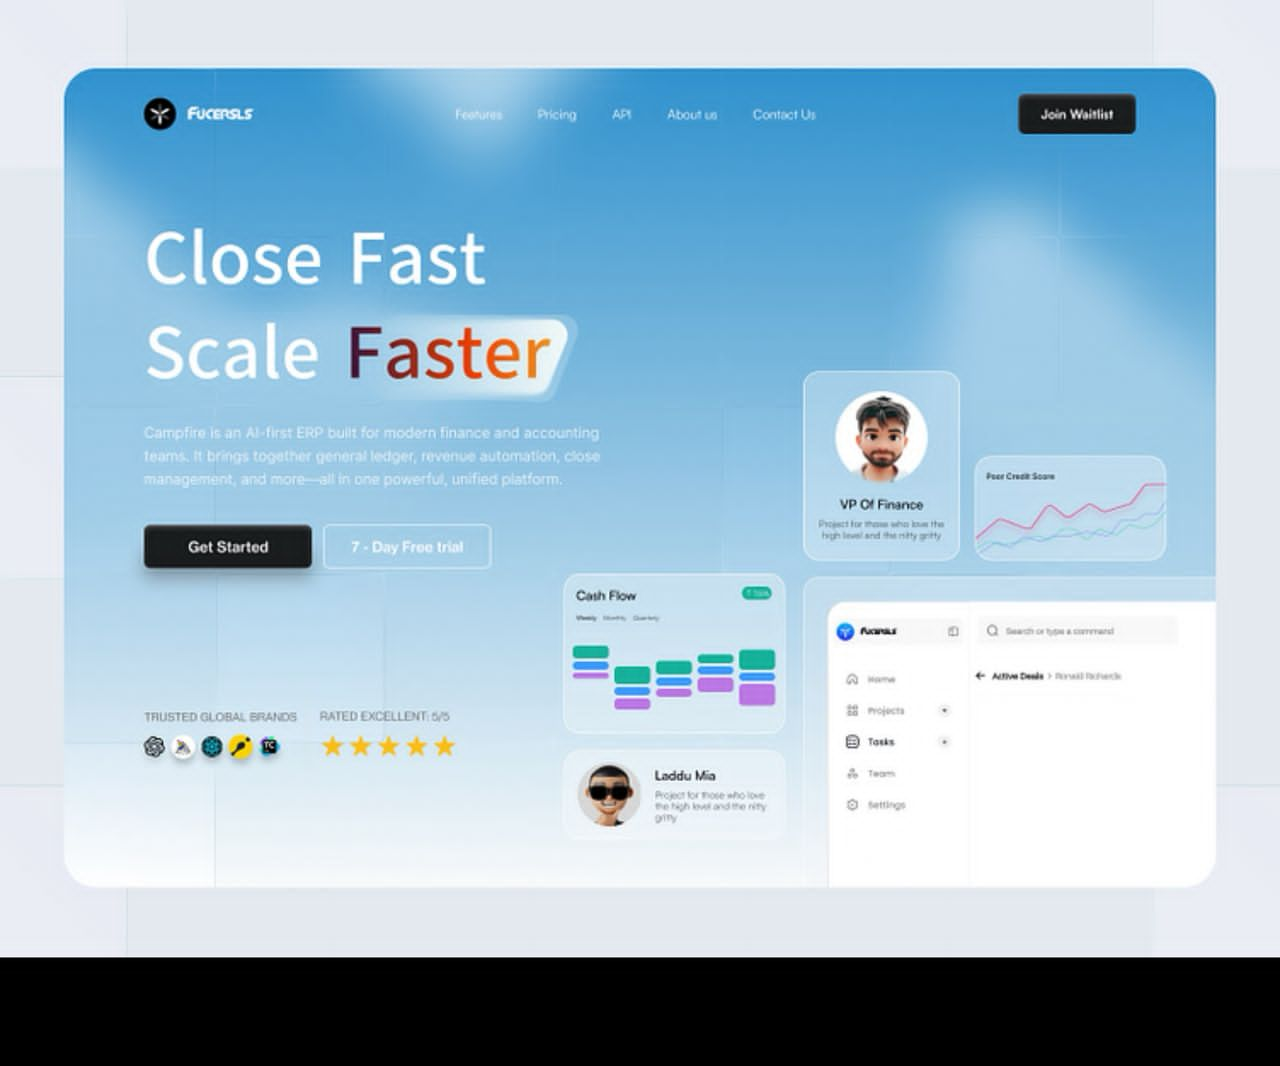 FUCERSLS
Features Pricing API About us Contact Us
Join Waitlist
Close Fast
Scale Faster
Campfire is an AI-first ERP built for modern finance and accounting
teams. It brings together general ledger, revenue automation, close
management, and more—all in one powerful, unified platform.
Get Started
7 - Day Free trial
TRUSTED GLOBAL BRANDS
RATED EXCELLENT: 5/5
TC
VP Of Finance
Project for those who love the
high level and the nitty gritty
Peer Credit Score
Cash Flow
Weekly Monthly Quarterly
Laddu Mia
Project for those who love
the high level and the nitty
gritty
FUCERSLS
Search or type a command
Home
Projects
Tasks
Team
Settings
Active Deals > Ronald Richards